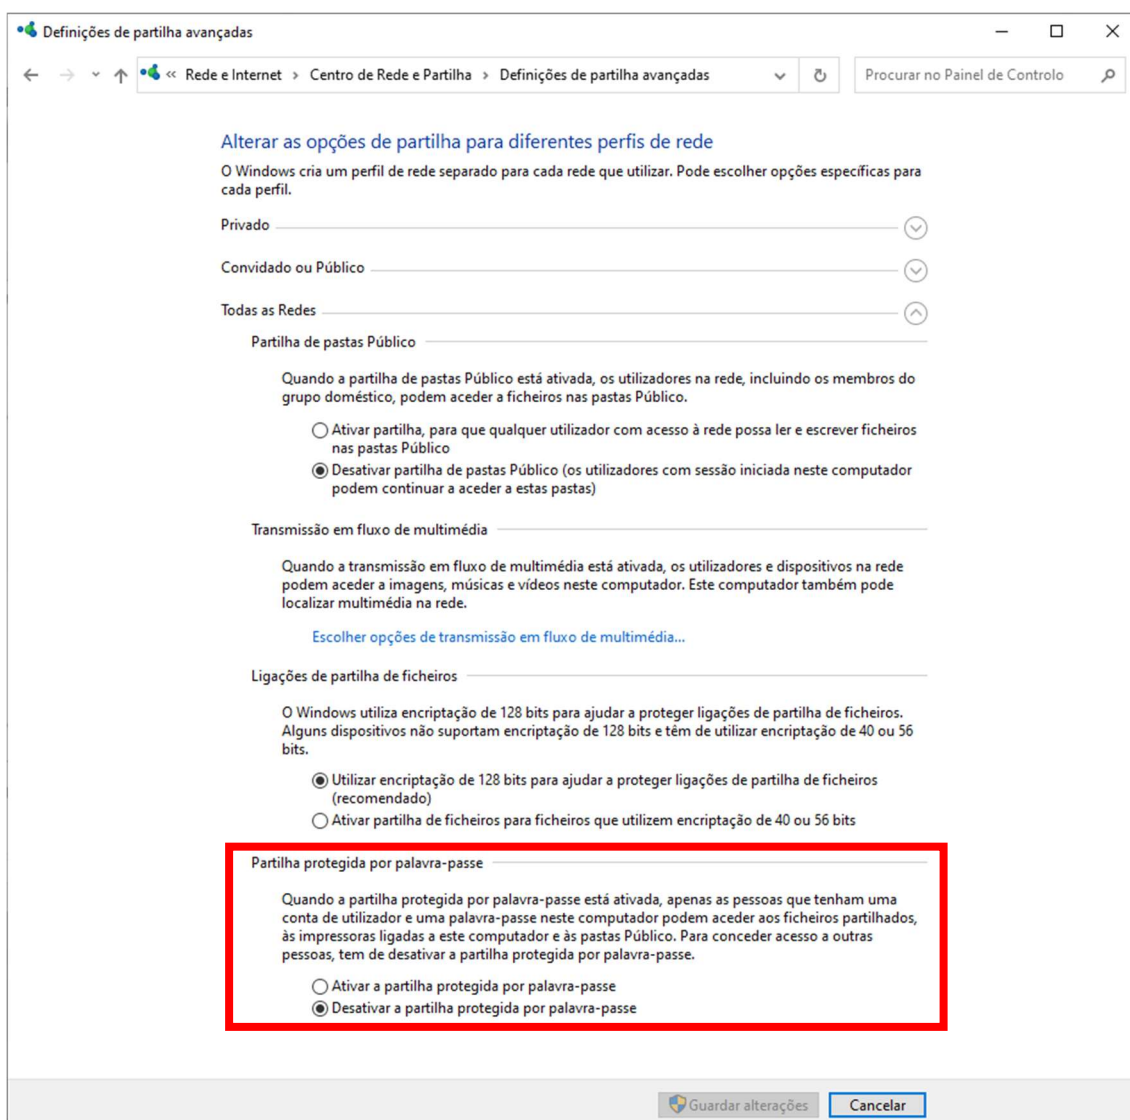 Definições de partilha avançadas
« Rede e Internet > Centro de Rede e Partilha > Definições de partilha avançadas
Procurar no Painel de Controlo
Alterar as opções de partilha para diferentes perfis de rede
O Windows cria um perfil de rede separado para cada rede que utilizar. Pode escolher opções específicas para
cada perfil.
Privado
Convidado ou Público
Todas as Redes
Partilha de pastas Público
Quando a partilha de pastas Público está ativada, os utilizadores na rede, incluindo os membros do
grupo doméstico, podem aceder a ficheiros nas pastas Público.
Ativar partilha, para que qualquer utilizador com acesso à rede possa ler e escrever ficheiros
nas pastas Público
Desativar partilha de pastas Público (os utilizadores com sessão iniciada neste computador
podem continuar a aceder a estas pastas)
Transmissão em fluxo de multimédia
Quando a transmissão em fluxo de multimédia está ativada, os utilizadores e dispositivos na rede
podem aceder a imagens, músicas e vídeos neste computador. Este computador também pode
localizar multimédia na rede.
Escolher opções de transmissão em fluxo de multimédia...
Ligações de partilha de ficheiros
O Windows utiliza encriptação de 128 bits para ajudar a proteger ligações de partilha de ficheiros.
Alguns dispositivos não suportam encriptação de 128 bits e têm de utilizar encriptação de 40 ou 56
bits.
Utilizar encriptação de 128 bits para ajudar a proteger ligações de partilha de ficheiros
(recomendado)
Ativar partilha de ficheiros para ficheiros que utilizem encriptação de 40 ou 56 bits
Partilha protegida por palavra-passe
Quando a partilha protegida por palavra-passe está ativada, apenas as pessoas que tenham uma
conta de utilizador e uma palavra-passe neste computador podem aceder aos ficheiros partilhados,
às impressoras ligadas a este computador e às pastas Público. Para conceder acesso a outras
pessoas, tem de desativar a partilha protegida por palavra-passe.
Ativar a partilha protegida por palavra-passe
Desativar a partilha protegida por palavra-passe
Guardar alterações
Cancelar